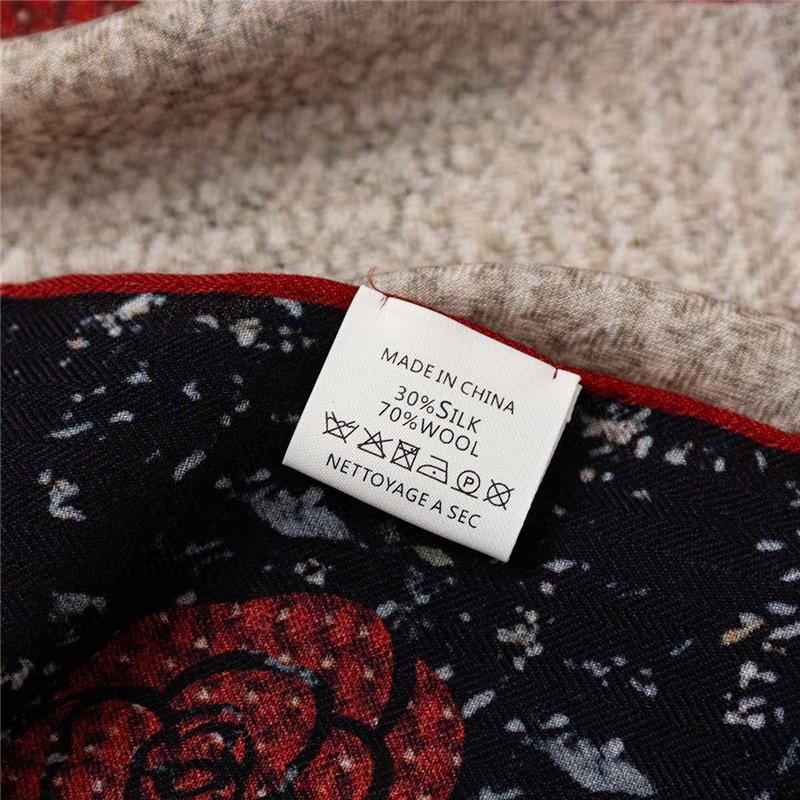 MADE IN CHINA
30%SILK
70%WOOL
P
NETTOYAGE A SEC